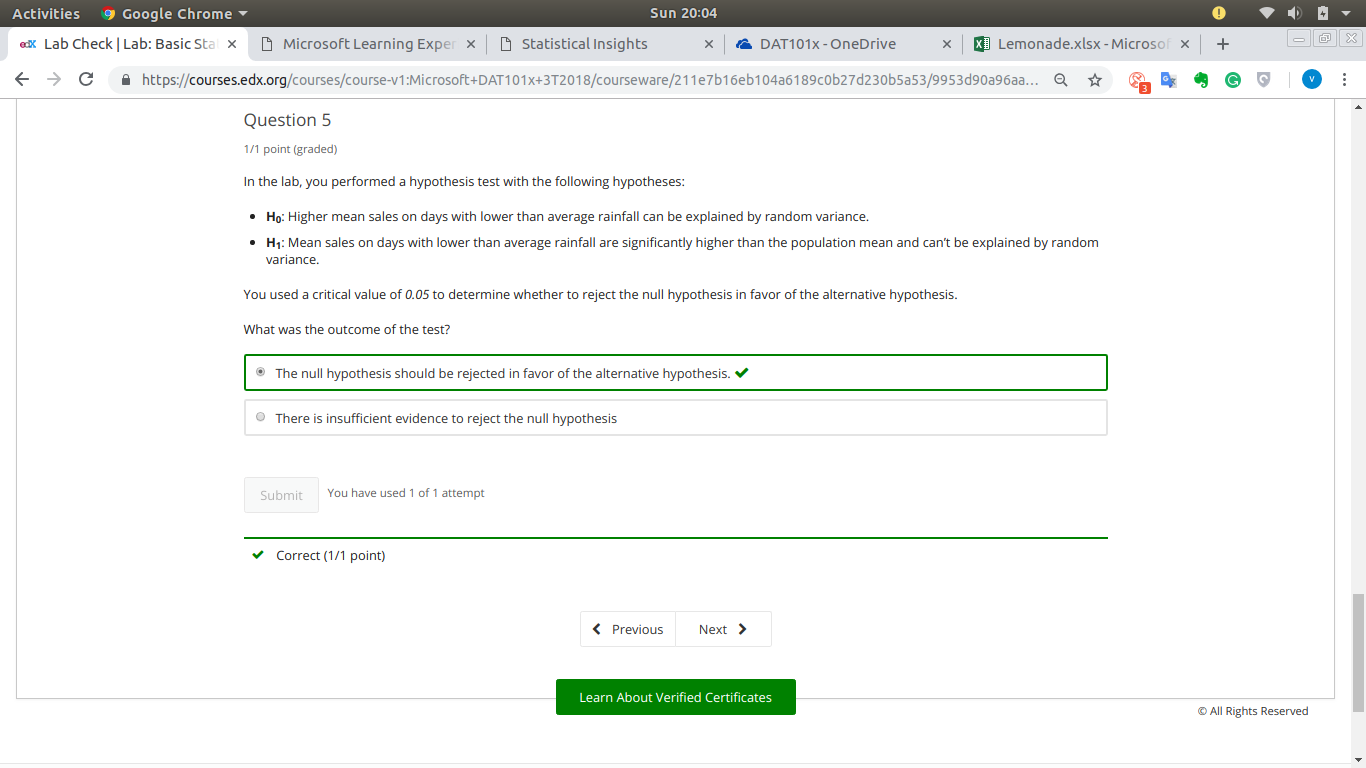 Activities Google Chrome Sun 20:04
edX Lab Check | Lab: Basic Sta Microsoft Learning Exper Statistical Insights DAT101x - OneDrive Lemonade.xlsx - Microsof
https://courses.edx.org/courses/course-v1:Microsoft+DAT101x+3T2018/courseware/211e7b16eb104a6189c0b27d230b5a53/9953d90a96aa... 3 V
Question 5
1/1 point (graded)
In the lab, you performed a hypothesis test with the following hypotheses:
• H₀: Higher mean sales on days with lower than average rainfall can be explained by random variance.
• H₁: Mean sales on days with lower than average rainfall are significantly higher than the population mean and can't be explained by random
variance.
You used a critical value of 0.05 to determine whether to reject the null hypothesis in favor of the alternative hypothesis.
What was the outcome of the test?
The null hypothesis should be rejected in favor of the alternative hypothesis. ✔
There is insufficient evidence to reject the null hypothesis
Submit You have used 1 of 1 attempt
✔ Correct (1/1 point)
Previous Next
Learn About Verified Certificates
© All Rights Reserved